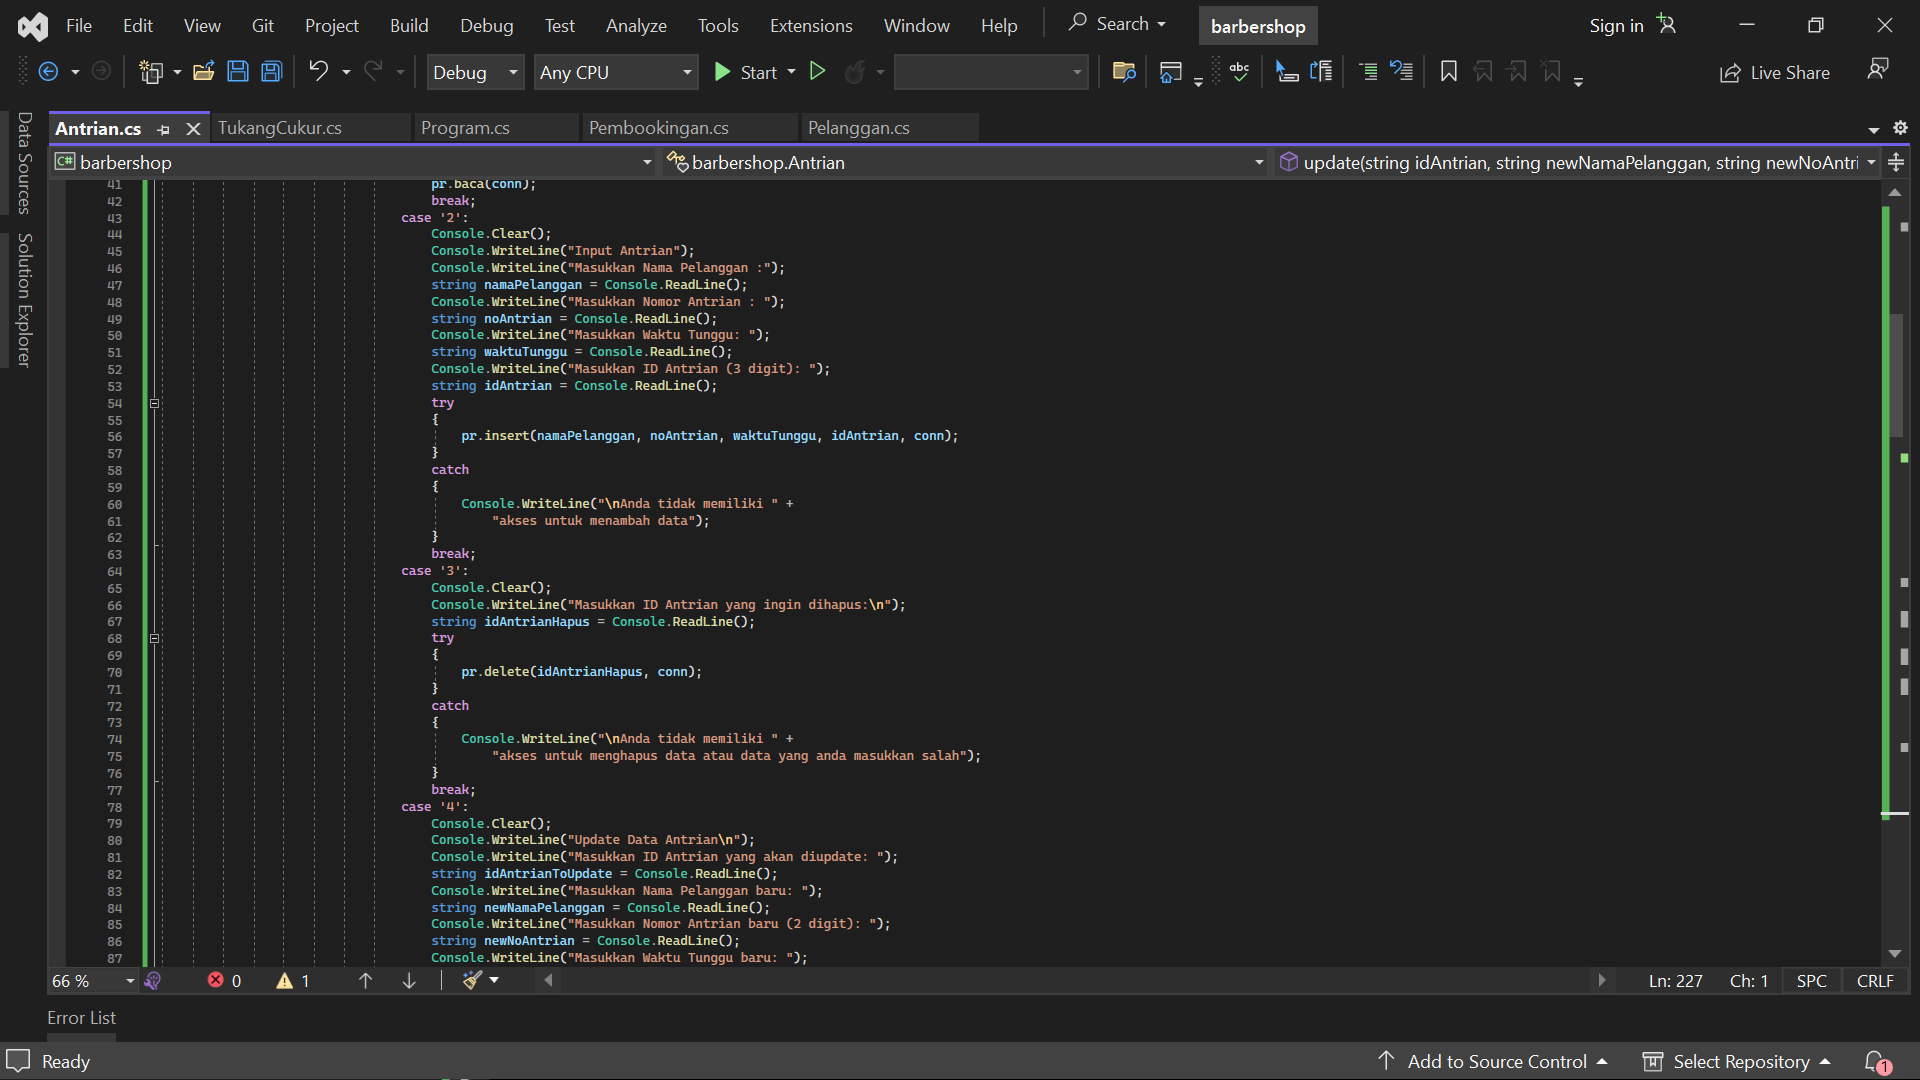 File Edit View Git Project Build Debug Test Analyze Tools Extensions Window Help Search barbershop Sign in
Debug Any CPU Start Live Share
Data Sources
Solution Explorer
Antrian.cs TukangCukur.cs Program.cs Pembookingan.cs Pelanggan.cs
C# barbershop barbershop.Antrian update(string idAntrian, string newNamaPelanggan, string newNoAntri
41 pr.baca(conn);
42 break;
43 case '2':
44 Console.Clear();
45 Console.WriteLine("Input Antrian");
46 Console.WriteLine("Masukkan Nama Pelanggan :");
47 string namaPelanggan = Console.ReadLine();
48 Console.WriteLine("Masukkan Nomor Antrian : ");
49 string noAntrian = Console.ReadLine();
50 Console.WriteLine("Masukkan Waktu Tunggu: ");
51 string waktuTunggu = Console.ReadLine();
52 Console.WriteLine("Masukkan ID Antrian (3 digit): ");
53 string idAntrian = Console.ReadLine();
54 try
55 {
56 pr.insert(namaPelanggan, noAntrian, waktuTunggu, idAntrian, conn);
57 }
58 catch
59 {
60 Console.WriteLine("\nAnda tidak memiliki " +
61 "akses untuk menambah data");
62 }
63 break;
64 case '3':
65 Console.Clear();
66 Console.WriteLine("Masukkan ID Antrian yang ingin dihapus:\n");
67 string idAntrianHapus = Console.ReadLine();
68 try
69 {
70 pr.delete(idAntrianHapus, conn);
71 }
72 catch
73 {
74 Console.WriteLine("\nAnda tidak memiliki " +
75 "akses untuk menghapus data atau data yang anda masukkan salah");
76 }
77 break;
78 case '4':
79 Console.Clear();
80 Console.WriteLine("Update Data Antrian\n");
81 Console.WriteLine("Masukkan ID Antrian yang akan diupdate: ");
82 string idAntrianToUpdate = Console.ReadLine();
83 Console.WriteLine("Masukkan Nama Pelanggan baru: ");
84 string newNamaPelanggan = Console.ReadLine();
85 Console.WriteLine("Masukkan Nomor Antrian baru (2 digit): ");
86 string newNoAntrian = Console.ReadLine();
87 Console.WriteLine("Masukkan Waktu Tunggu baru: ");
66 % 0 1 Ln: 227 Ch: 1 SPC CRLF
Error List
Ready Add to Source Control Select Repository 1